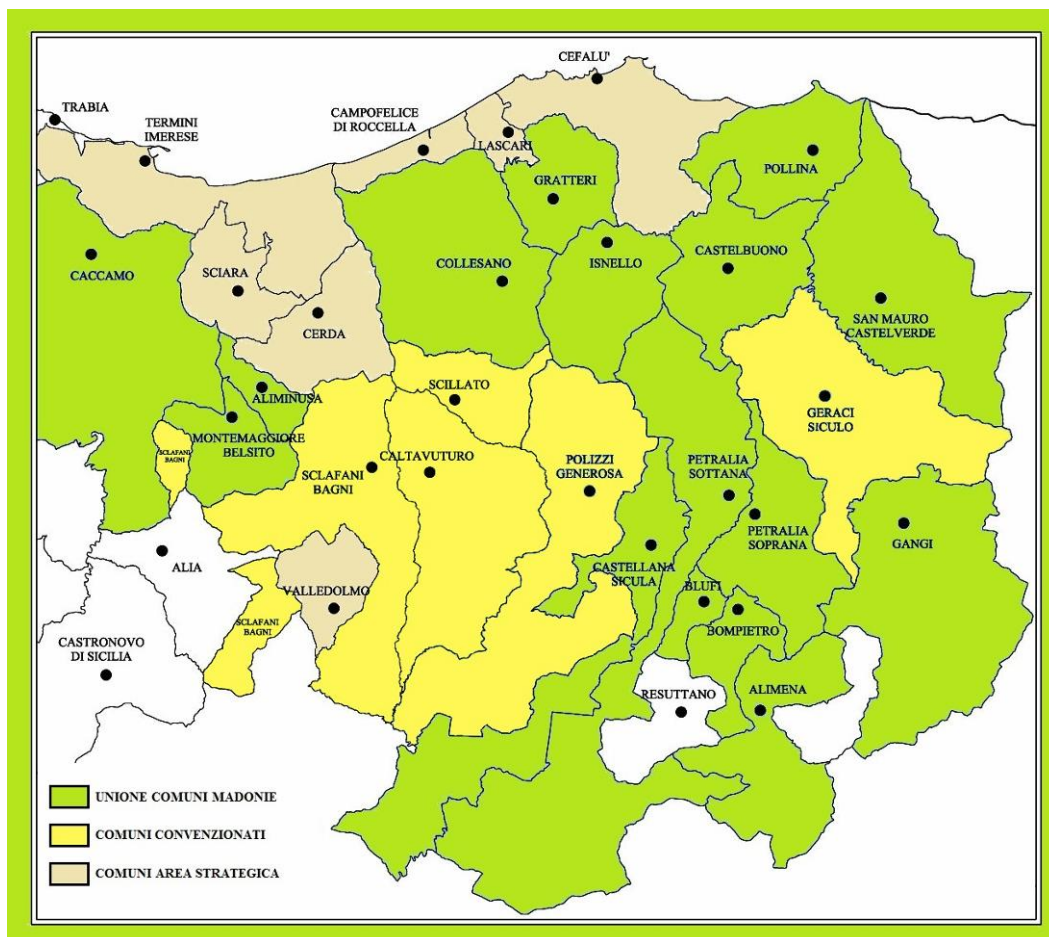 CEFALU'
TRABIA
TERMINI
IMERESE
CAMPOFELICE
DI ROCCELLA
LASCARI
POLLINA
GRATTERI
CACCAMO
SCIARA
COLLESANO
ISNELLO
CASTELBUONO
SAN MAURO
CASTELVERDE
CERDA
SCILLATO
ALIMINUSA
GERACI
SICULO
MONTEMAGGIORE
BELSITO
SCLAFANI
BAGNI
SCLAFANI
BAGNI
CALTAVUTURO
POLIZZI
GENEROSA
PETRALIA
SOTTANA
PETRALIA
SOPRANA
GANGI
ALIA
CASTELLANA
SICULA
VALLEDOLMO
BLUFI
SCLAFANI
BAGNI
BOMPIETRO
CASTRONOVO
DI SICILIA
RESUTTANO
ALIMENA
UNIONE COMUNI MADONIE
COMUNI CONVENZIONATI
COMUNI AREA STRATEGICA